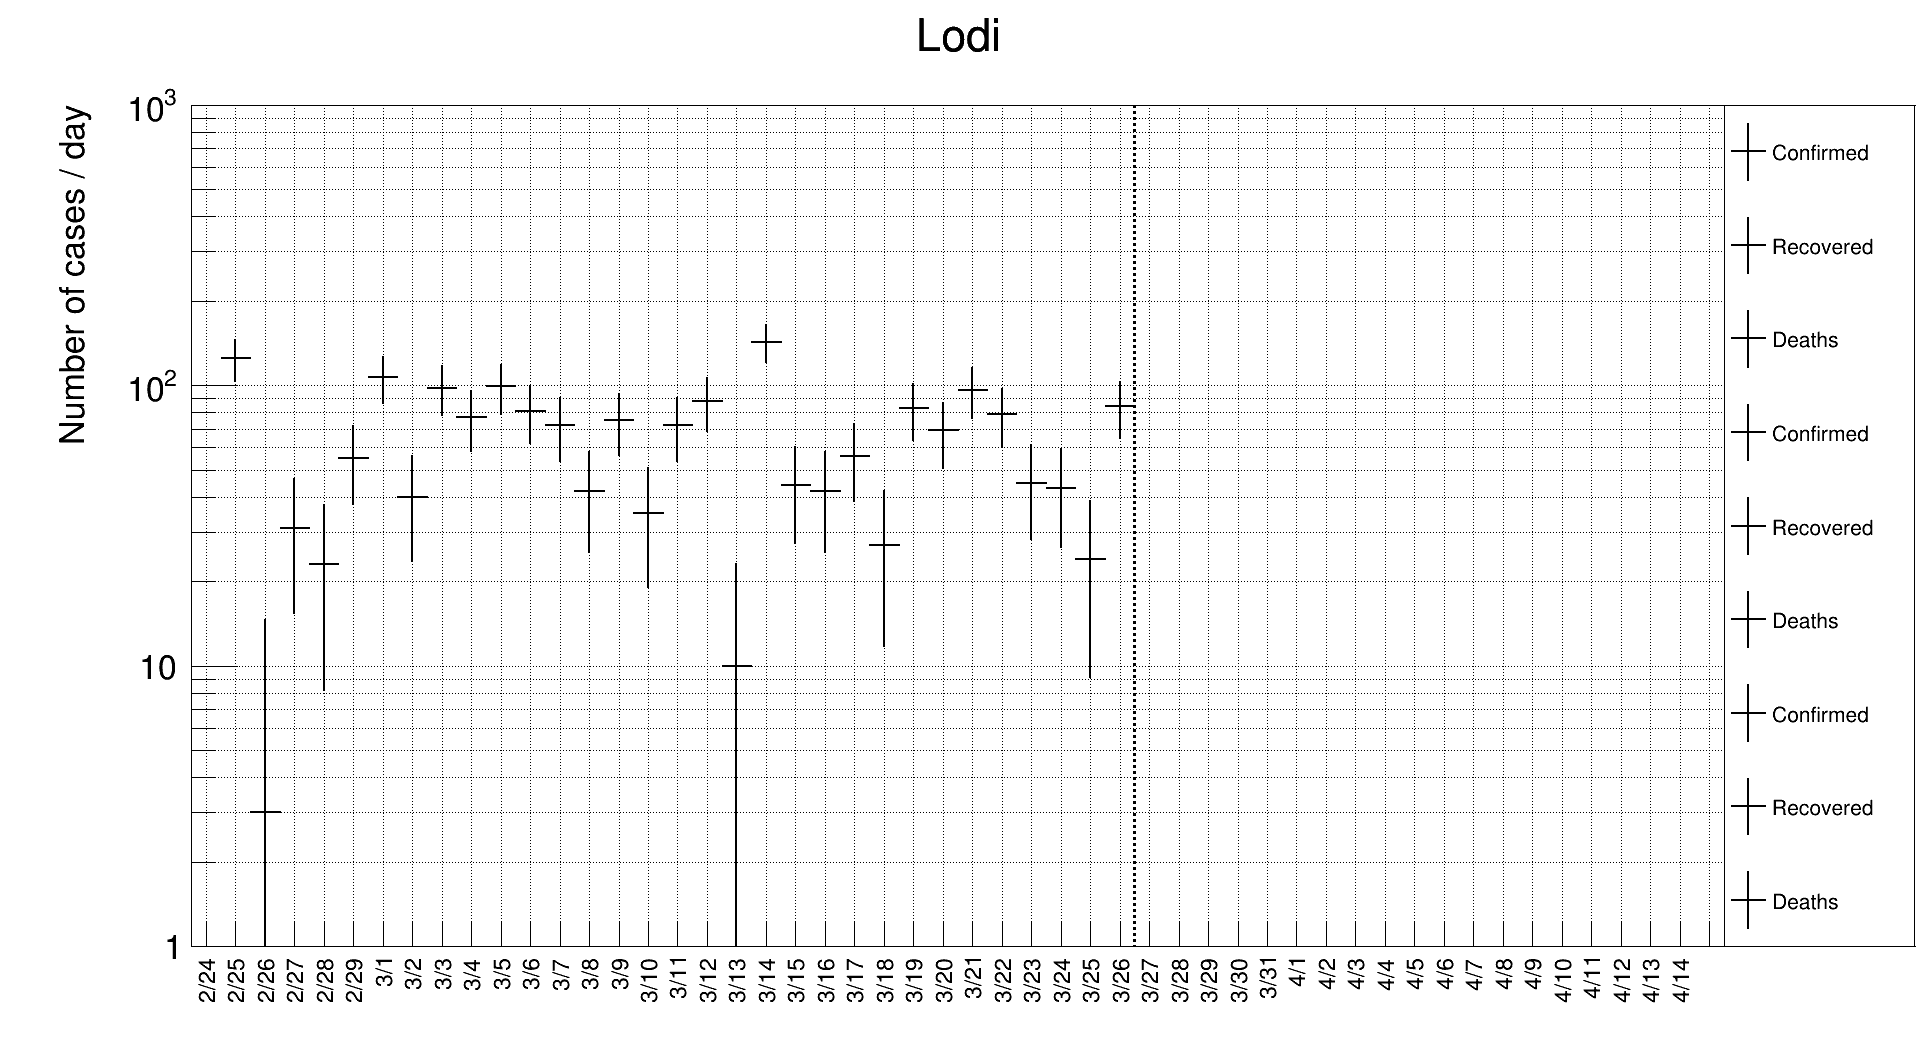 Lodi
Number of cases / day
10³
10²
10
1
2/24 2/25 2/26 2/27 2/28 2/29 3/1 3/2 3/3 3/4 3/5 3/6 3/7 3/8 3/9 3/10 3/11 3/12 3/13 3/14 3/15 3/16 3/17 3/18 3/19 3/20 3/21 3/22 3/23 3/24 3/25 3/26 3/27 3/28 3/29 3/30 3/31 4/1 4/2 4/3 4/4 4/5 4/6 4/7 4/8 4/9 4/10 4/11 4/12 4/13 4/14
Confirmed
Recovered
Deaths
Confirmed
Recovered
Deaths
Confirmed
Recovered
Deaths